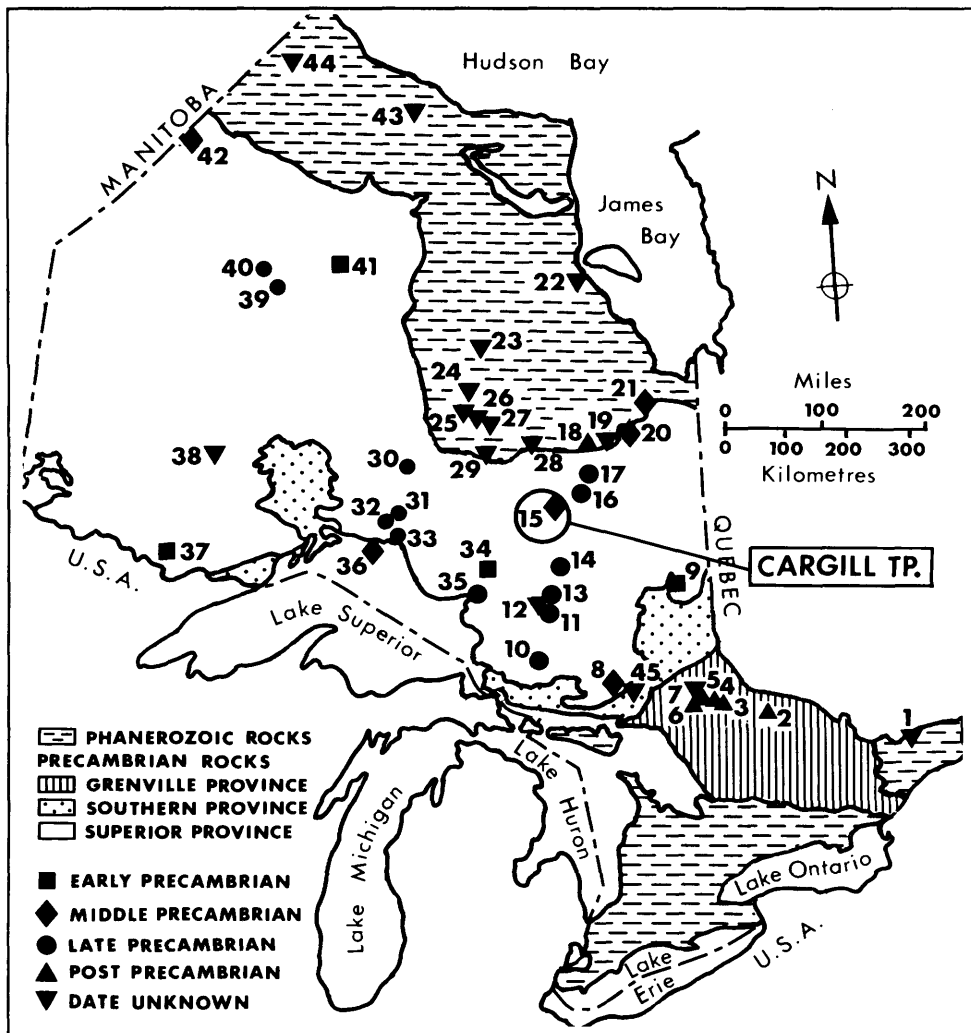 44
Hudson Bay
43
MANITOBA
42
N
James
Bay
40
41
39
22
23
24
26
25
27
21
Miles
0 100 200
0 100 200 300
Kilometres
18
19
20
29
28
38
30
17
16
31
32
15
33
QUEBEC
CARGILL TP.
U.S.A.
37
36
34
14
9
35
13
12
11
Lake Superior
10
8
45
5
4
7
3
6
2
1
PHANEROZOIC ROCKS
PRECAMBRIAN ROCKS
GRENVILLE PROVINCE
SOUTHERN PROVINCE
SUPERIOR PROVINCE
Lake Huron
Lake Michigan
EARLY PRECAMBRIAN
MIDDLE PRECAMBRIAN
LATE PRECAMBRIAN
POST PRECAMBRIAN
DATE UNKNOWN
Lake Ontario
Lake
Erie
U.S.A.